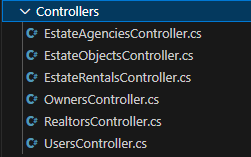 Controllers
C# EstateAgenciesController.cs
C# EstateObjectsController.cs
C# EstateRentalsController.cs
C# OwnersController.cs
C# RealtorsController.cs
C# UsersController.cs